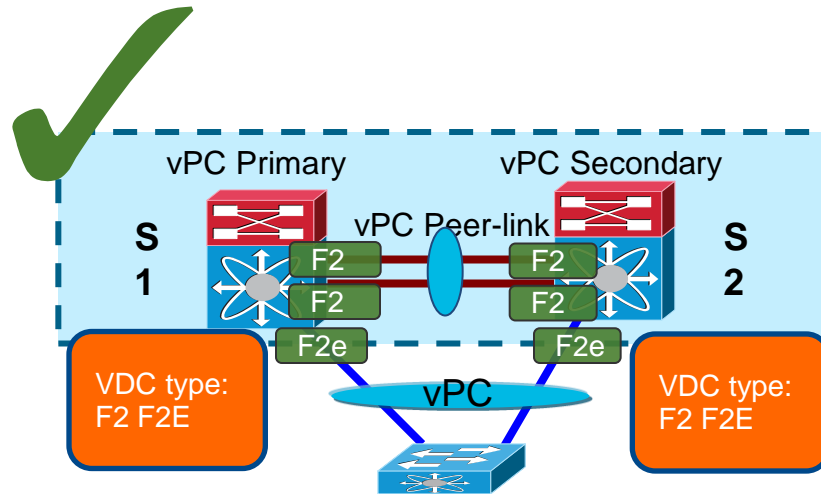 vPC Primary
vPC Secondary
vPC Peer-link
S
1
S
2
F2
F2
F2
F2
F2e
F2e
VDC type:
F2 F2E
vPC
VDC type:
F2 F2E